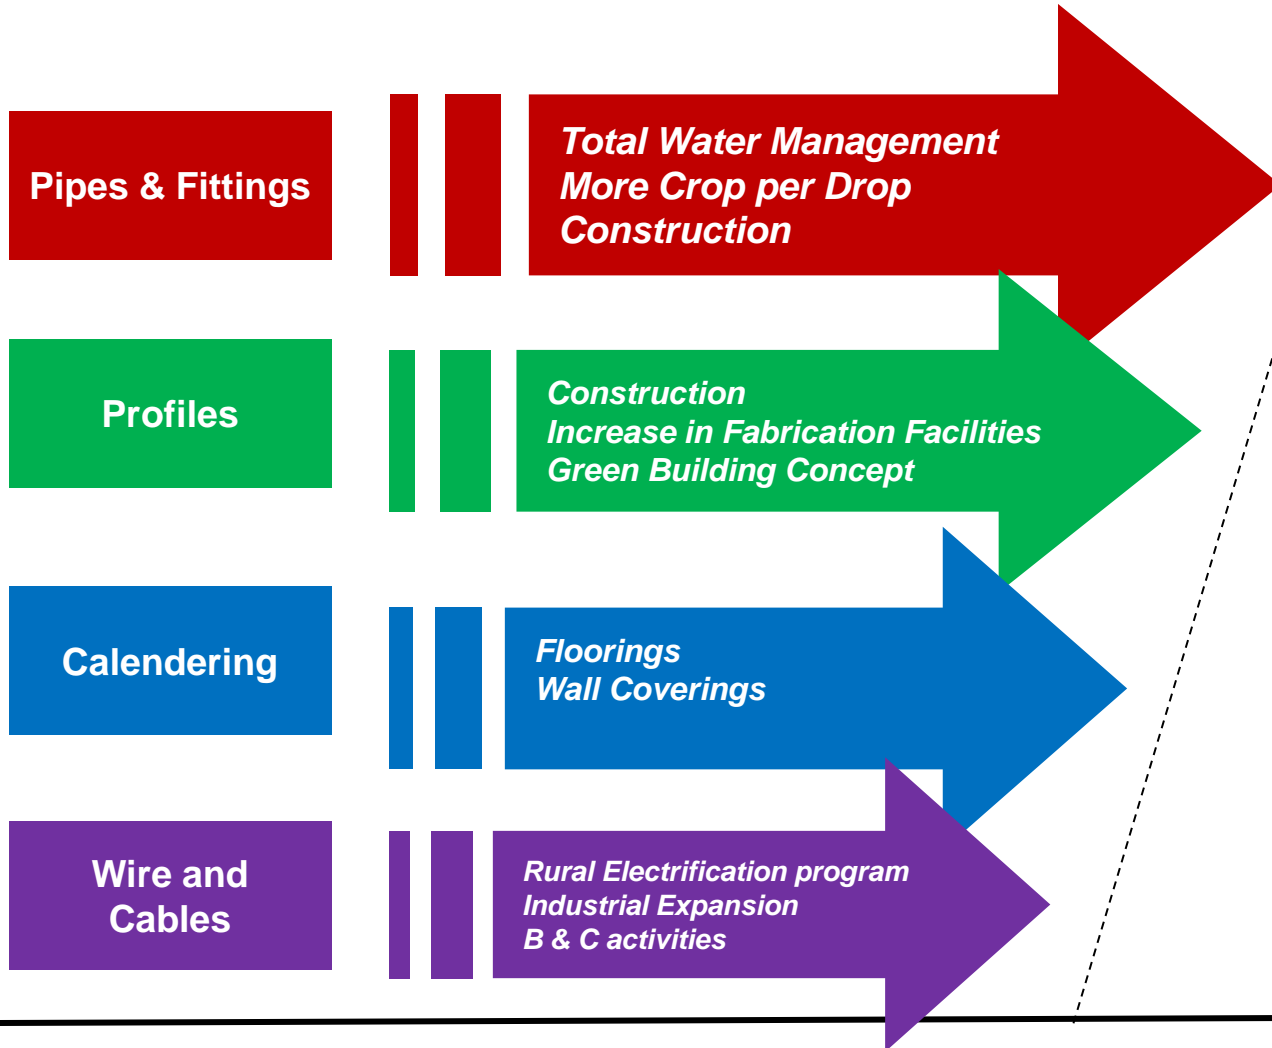 Pipes & Fittings
Total Water Management
More Crop per Drop
Construction
Profiles
Construction
Increase in Fabrication Facilities
Green Building Concept
Calendering
Floorings
Wall Coverings
Wire and
Cables
Rural Electrification program
Industrial Expansion
B & C activities